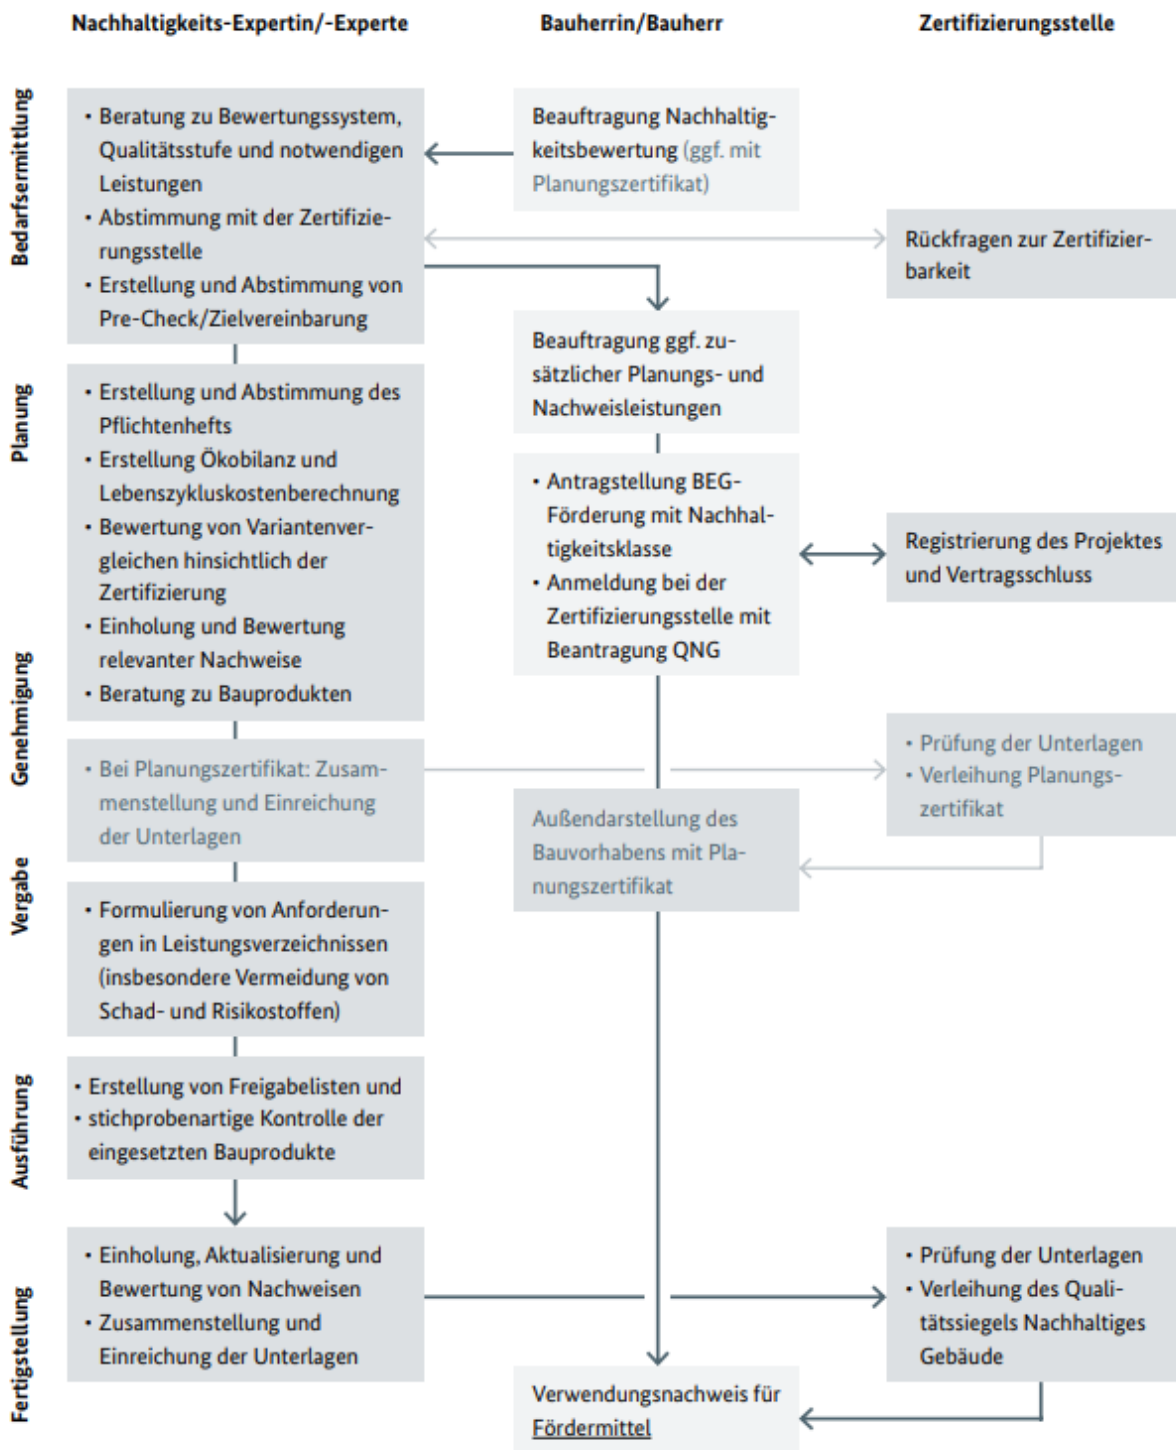 Nachhaltigkeits-Expertin/-Experte
Bauherrin/Bauherr
Zertifizierungsstelle
Bedarfsermittlung
• Beratung zu Bewertungssystem,
Qualitätsstufe und notwendigen
Leistungen
• Abstimmung mit der Zertifizie-
rungsstelle
• Erstellung und Abstimmung von
Pre-Check/Zielvereinbarung
Beauftragung Nachhaltig-
keitsbewertung (ggf. mit
Planungszertifikat)
Rückfragen zur Zertifizier-
barkeit
Beauftragung ggf. zu-
sätzlicher Planungs- und
Nachweisleistungen
Planung
• Erstellung und Abstimmung des
Pflichtenhefts
• Erstellung Ökobilanz und
Lebenszykluskostenberechnung
• Bewertung von Variantenver-
gleichen hinsichtlich der
Zertifizierung
• Einholung und Bewertung
relevanter Nachweise
• Beratung zu Bauprodukten
• Antragstellung BEG-
Förderung mit Nachhal-
tigkeitsklasse
• Anmeldung bei der
Zertifizierungsstelle mit
Beantragung QNG
Registrierung des Projektes
und Vertragsschluss
Genehmigung
• Bei Planungszertifikat: Zusam-
menstellung und Einreichung
der Unterlagen
• Prüfung der Unterlagen
• Verleihung Planungs-
zertifikat
Außendarstellung des
Bauvorhabens mit Pla-
nungszertifikat
Vergabe
• Formulierung von Anforderun-
gen in Leistungsverzeichnissen
(insbesondere Vermeidung von
Schad- und Risikostoffen)
Ausführung
• Erstellung von Freigabelisten und
• stichprobenartige Kontrolle der
eingesetzten Bauprodukte
Fertigstellung
• Einholung, Aktualisierung und
Bewertung von Nachweisen
• Zusammenstellung und
Einreichung der Unterlagen
• Prüfung der Unterlagen
• Verleihung des Quali-
tätssiegels Nachhaltiges
Gebäude
Verwendungsnachweis für
Fördermittel